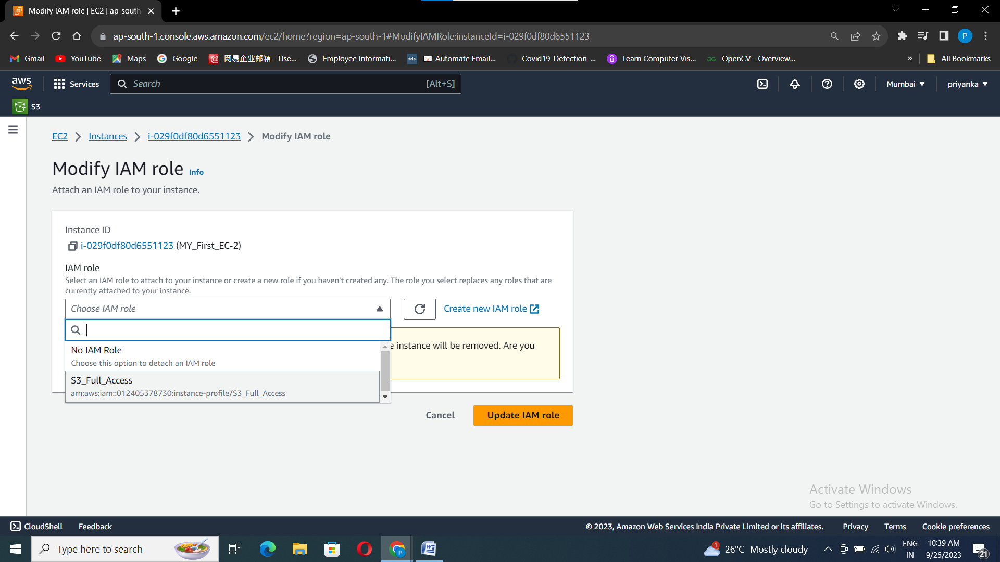 Modify IAM role | EC2 | ap-south-
ap-south-1.console.aws.amazon.com/ec2/home?region=ap-south-1#ModifyIAMRole:instanceId=i-029f0df80d6551123
P
Gmail YouTube Maps Google 网易企业邮箱 - Use... Employee Informati... tds Automate Email... Covid19_Detection_... Learn Computer Vis... OpenCV - Overview... » All Bookmarks
aws Services Search [Alt+S] Mumbai priyanka
S3
EC2 Instances i-029f0df80d6551123 Modify IAM role
Modify IAM role Info
Attach an IAM role to your instance.
Instance ID
i-029f0df80d6551123 (MY_First_EC-2)
IAM role
Select an IAM role to attach to your instance or create a new role if you haven't created any. The role you select replaces any roles that are
currently attached to your instance.
Choose IAM role Create new IAM role
No IAM Role
Choose this option to detach an IAM role
e instance will be removed. Are you
S3_Full_Access
arn:aws:iam::012405378730:instance-profile/S3_Full_Access
Cancel Update IAM role
Activate Windows
Go to Settings to activate Windows.
CloudShell Feedback © 2023, Amazon Web Services India Private Limited or its affiliates. Privacy Terms Cookie preferences
Type here to search 1 26°C Mostly cloudy ENG 10:39 AM
IN 9/25/2023 21